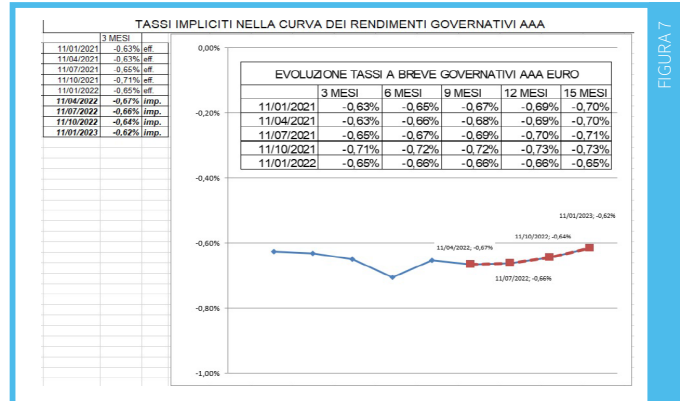 TASSI IMPLICITI NELLA CURVA DEI RENDIMENTI GOVERNATIVI AAA
3 MESI
11/01/2021 -0,63% eff.
11/04/2021 -0,63% eff.
11/07/2021 -0,65% eff.
11/10/2021 -0,71% eff.
11/01/2022 -0,65% eff.
11/04/2022 -0,67% imp.
11/07/2022 -0,66% imp.
11/10/2022 -0,64% imp.
11/01/2023 -0,62% imp.
0,00%
-0,20%
-0,40%
-0,60%
-0,80%
-1,00%
EVOLUZIONE TASSI A BREVE GOVERNATIVI AAA EURO
3 MESI 6 MESI 9 MESI 12 MESI 15 MESI
11/01/2021 -0,63% -0,65% -0,67% -0,69% -0,70%
11/04/2021 -0,63% -0,66% -0,68% -0,69% -0,70%
11/07/2021 -0,65% -0,67% -0,69% -0,70% -0,71%
11/10/2021 -0,71% -0,72% -0,72% -0,73% -0,73%
11/01/2022 -0,65% -0,66% -0,66% -0,66% -0,65%
11/01/2023; -0,62%
11/10/2022; -0,64%
11/04/2022; -0,67%
11/07/2022; -0,66%
FIGURA 7